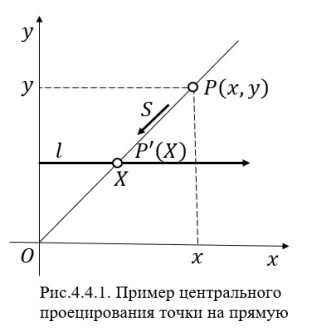 y
y
P(x, y)
S
l
P′(X)
X
O
x
x
Рис.4.4.1. Пример центрального
проецирования точки на прямую